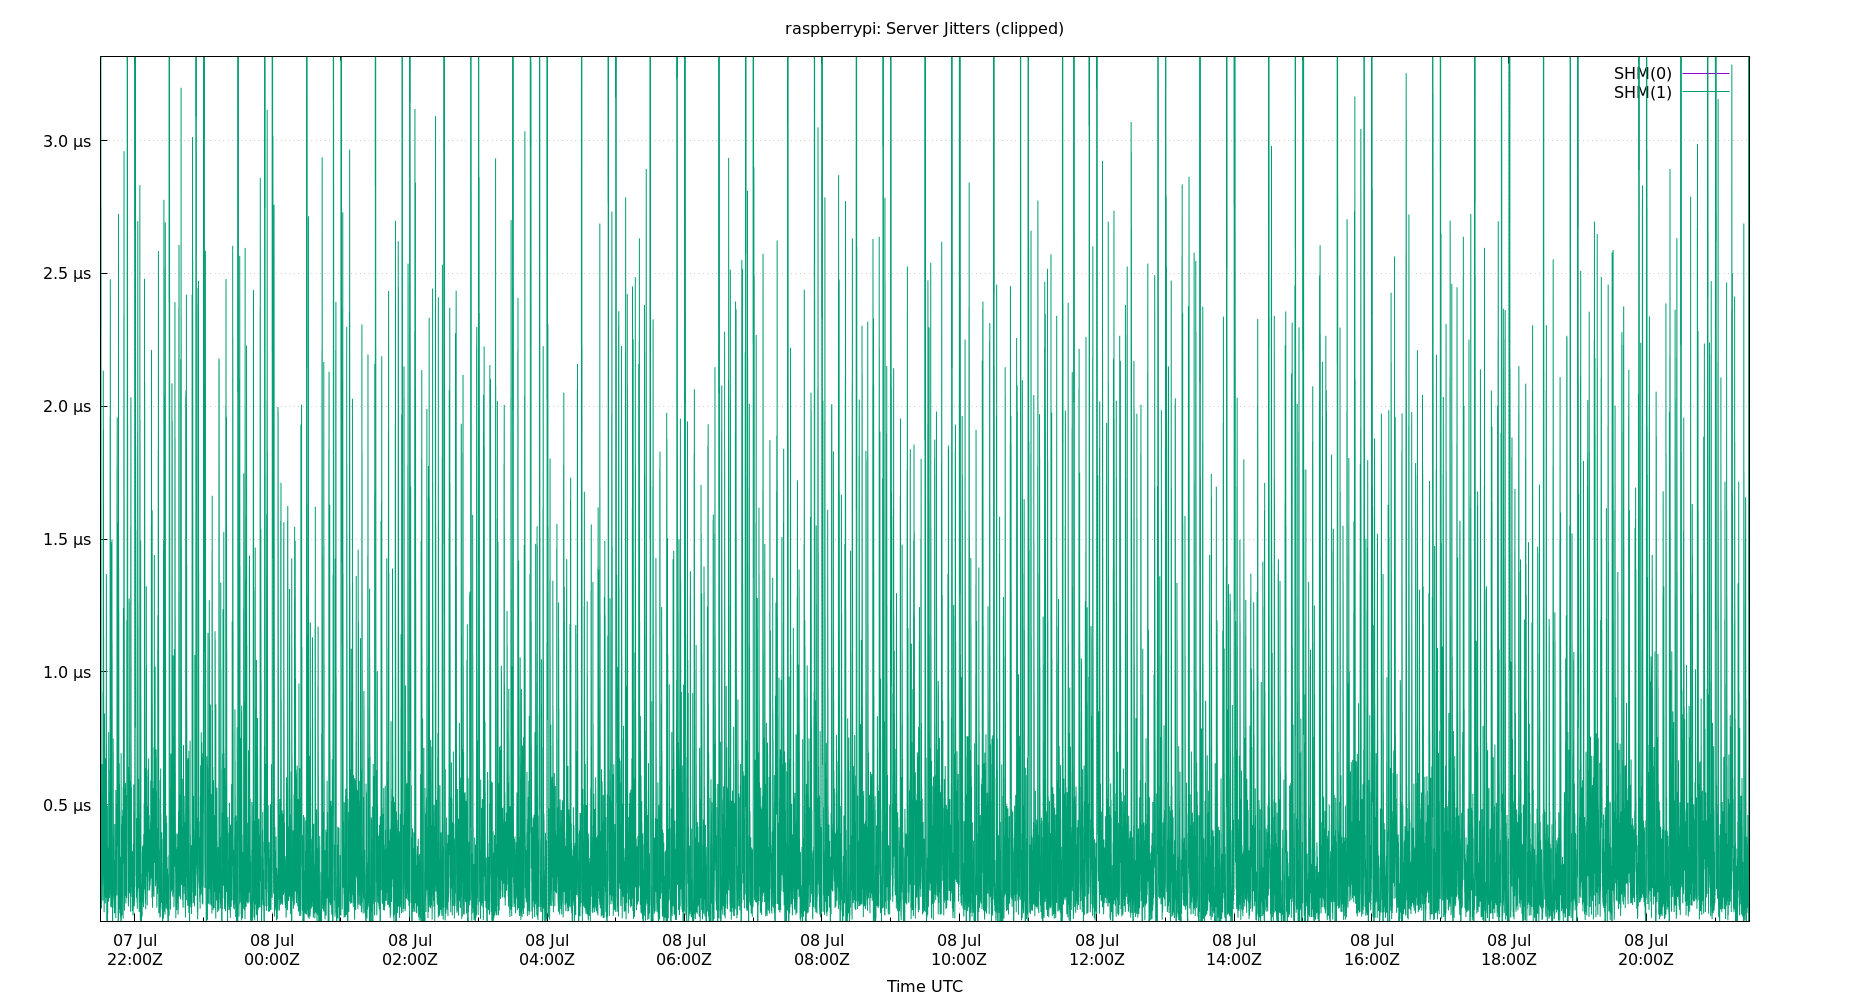 raspberrypi: Server Jitters (clipped)
SHM(0)
SHM(1)
3.0 µs
2.5 µs
2.0 µs
1.5 µs
1.0 µs
0.5 µs
07 Jul 08 Jul 08 Jul 08 Jul 08 Jul 08 Jul 08 Jul 08 Jul 08 Jul 08 Jul 08 Jul 08 Jul
22:00Z 00:00Z 02:00Z 04:00Z 06:00Z 08:00Z 10:00Z 12:00Z 14:00Z 16:00Z 18:00Z 20:00Z
Time UTC